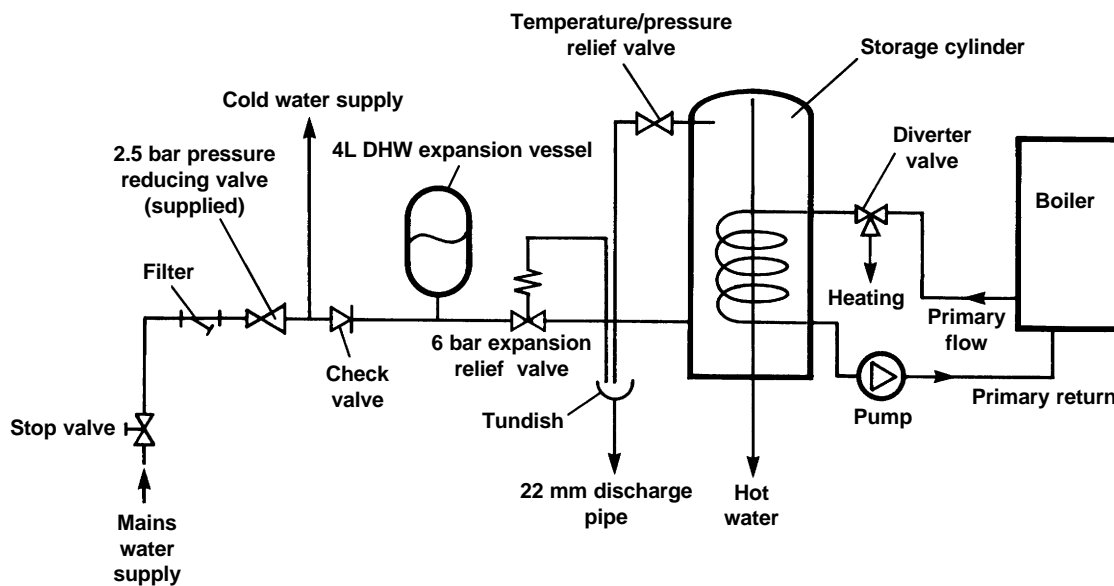 Temperature/pressure
relief valve
Storage cylinder
Cold water supply
4L DHW expansion vessel
Diverter
valve
2.5 bar pressure
reducing valve
(supplied)
Boiler
Filter
Heating
Primary
flow
6 bar expansion
relief valve
Check
valve
Primary return
Tundish
Pump
Stop valve
22 mm discharge
pipe
Hot
water
Mains
water
supply